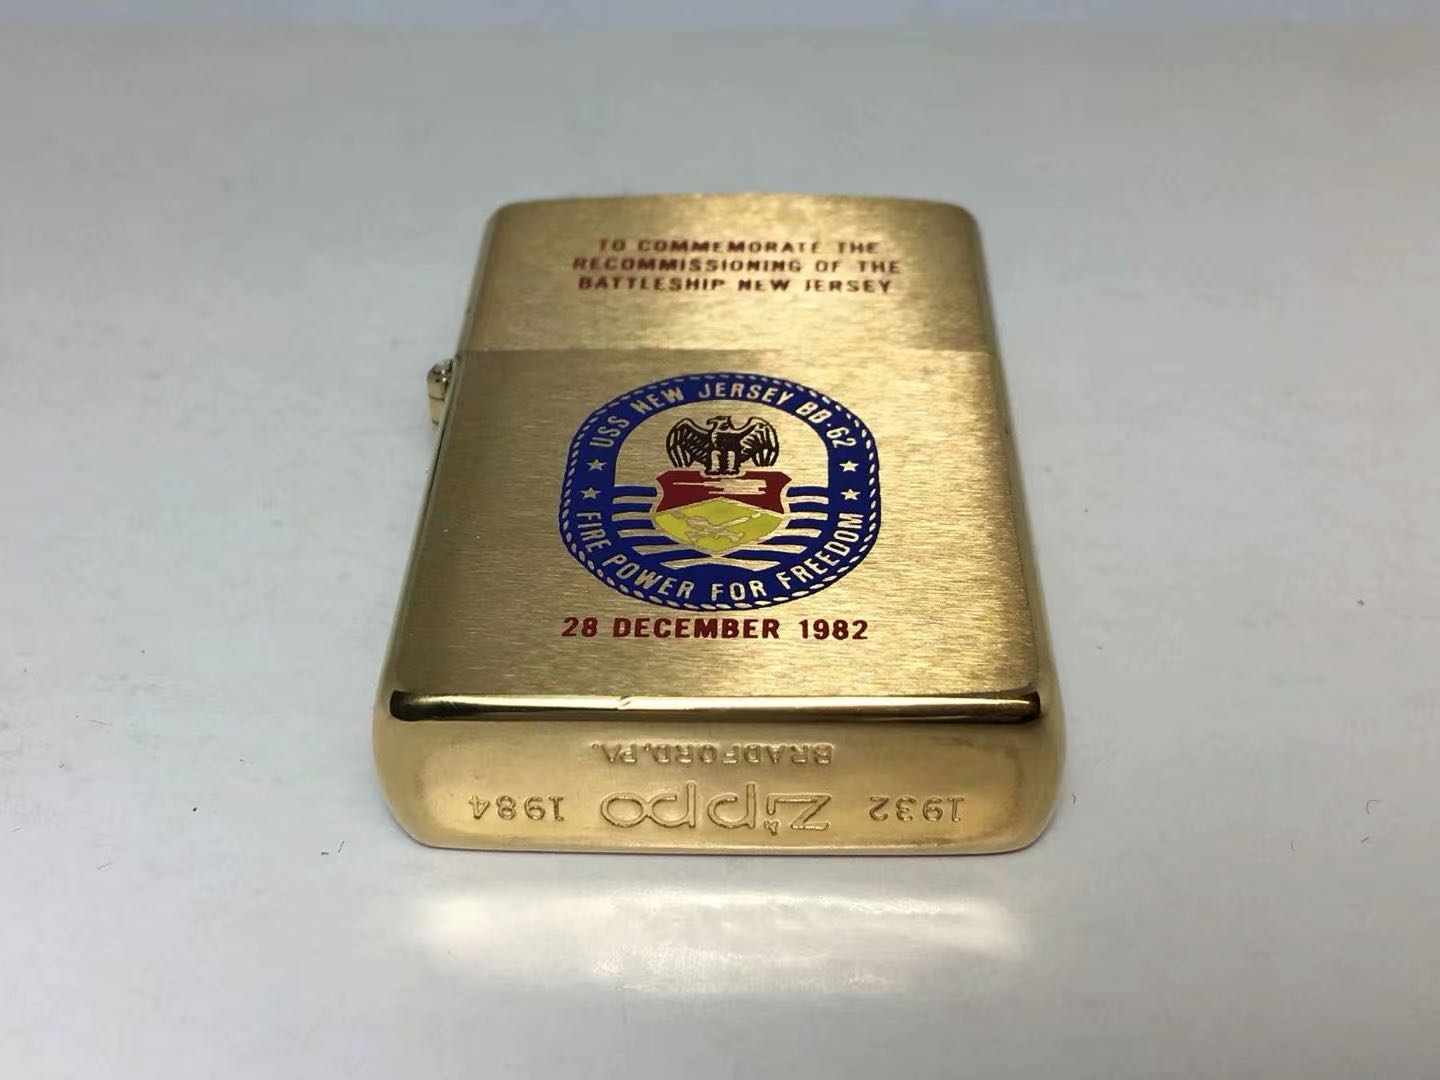 TO COMMEMORATE THE
RECOMMISSIONING OF THE
BATTLESHIP NEW JERSEY
USS NEW JERSEY BB-62
FIRE POWER FOR FREEDOM
28 DECEMBER 1982
BRADFORD, PA.
1932 Zippo 1984